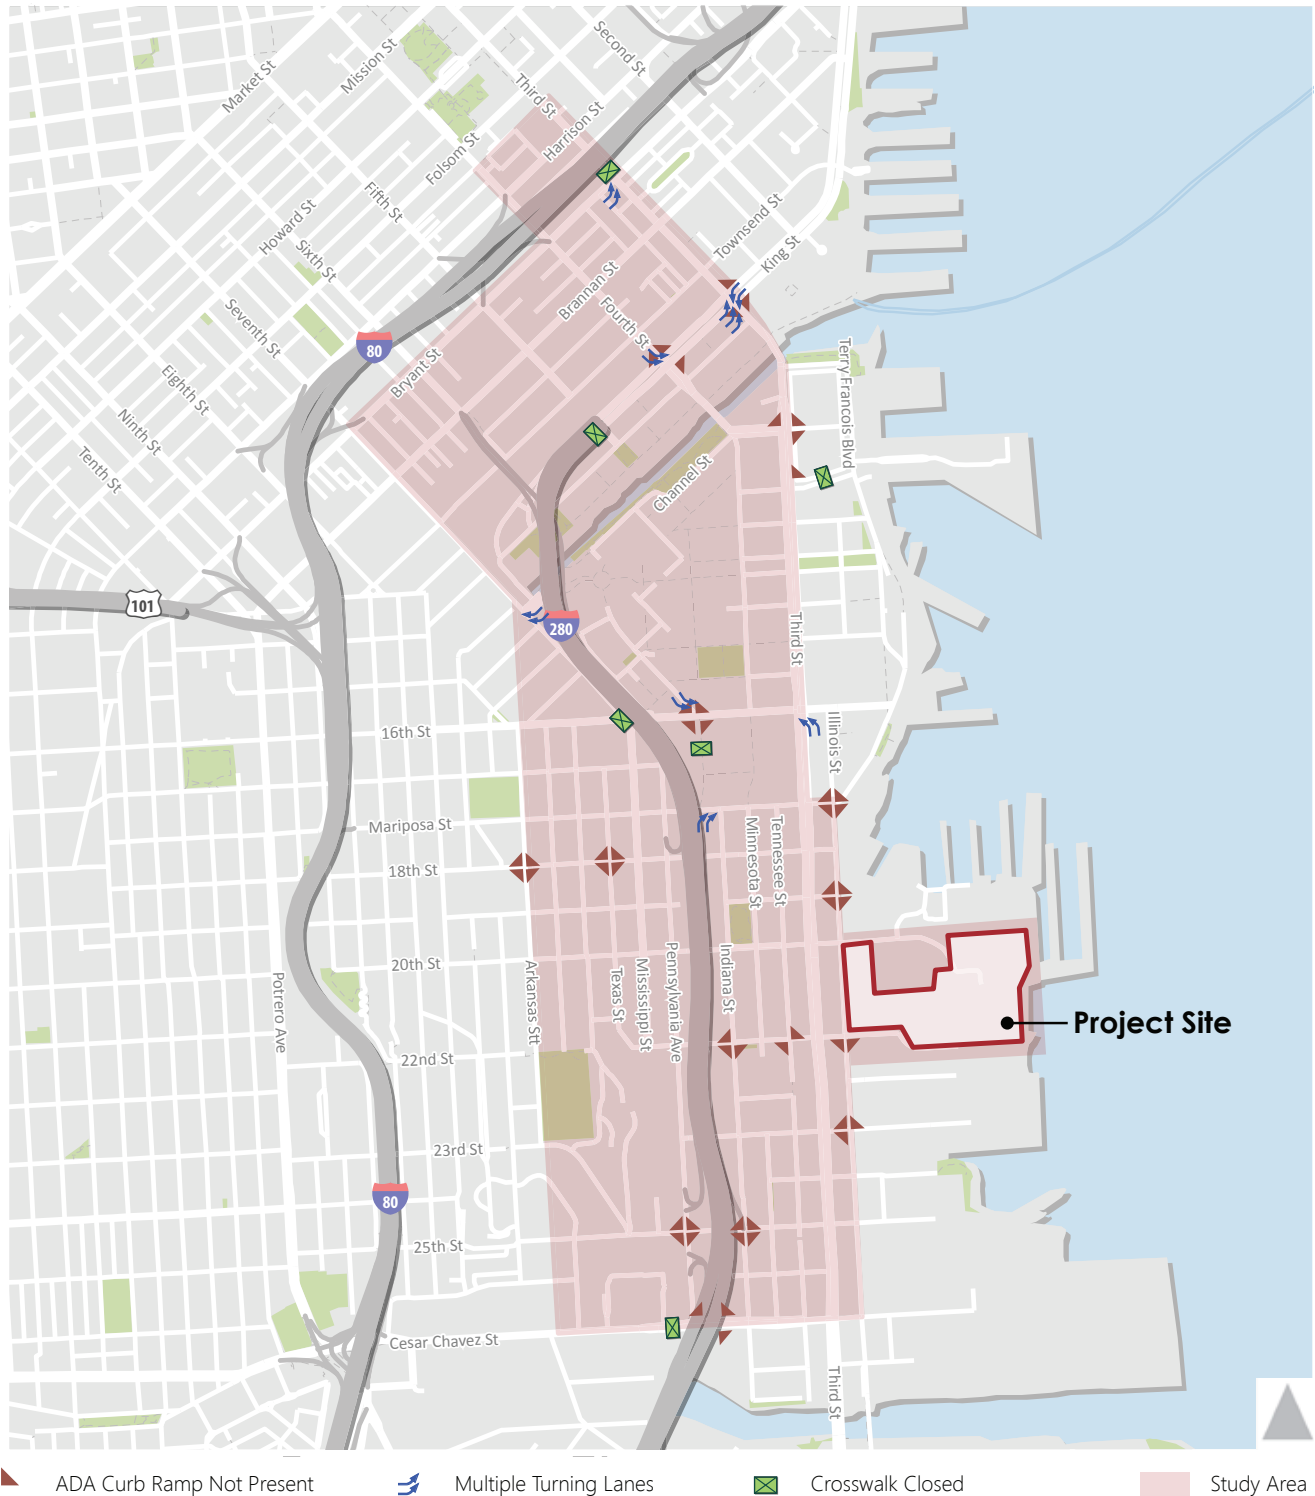 Second St
Mission St
Market St
Third St
Harrison St
Folsom St
Fifth St
Howard St
Sixth St
Townsend St
King St
Brannan St
Fourth St
Seventh St
80
Bryant St
Terry Francois Blvd
Eighth St
Ninth St
Tenth St
Channel St
101
280
Third St
16th St
Illinois St
Mariposa St
18th St
Minnesota St
Tennessee St
20th St
Arkansas Stt
Texas St
Mississippi St
Pennsylvania Ave
Indiana St
Potrero Ave
Project Site
22nd St
23rd St
80
25th St
Cesar Chavez St
Third St
ADA Curb Ramp Not Present
Multiple Turning Lanes
Crosswalk Closed
Study Area